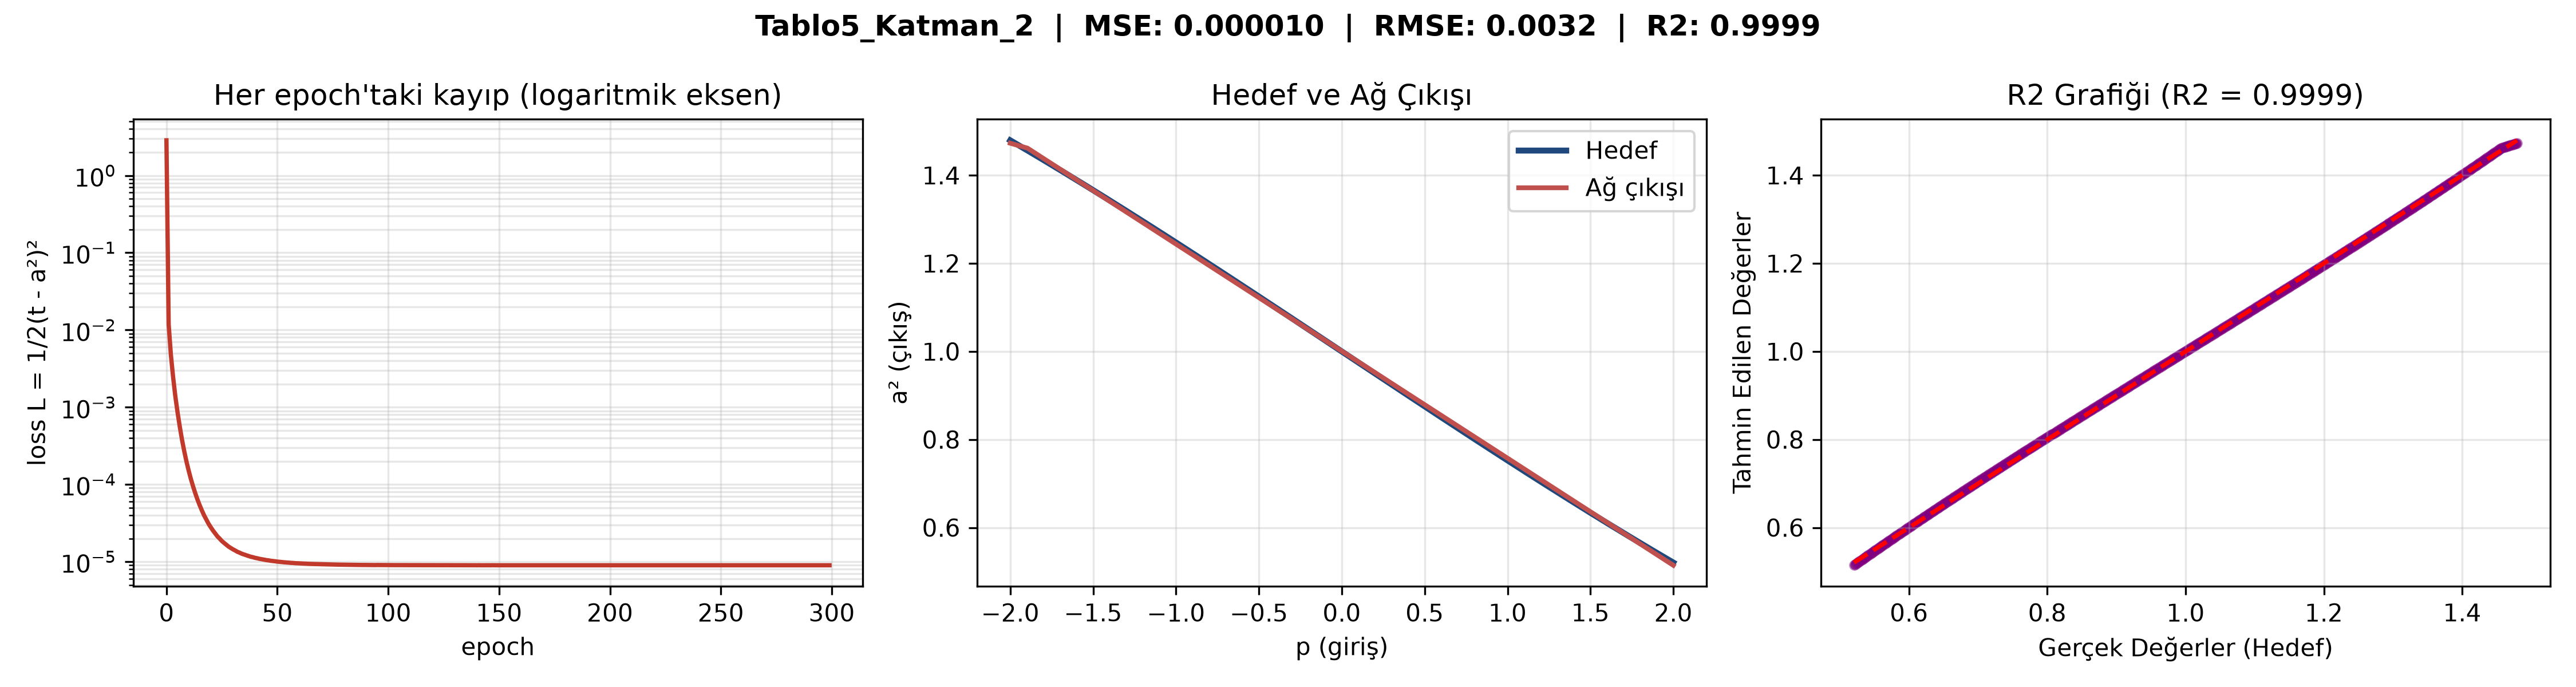 Tablo5_Katman_2 | MSE: 0.000010 | RMSE: 0.0032 | R2: 0.9999
Her epoch'taki kayıp (logaritmik eksen)
loss L = 1/2(t - a²)²
10⁰
10⁻¹
10⁻²
10⁻³
10⁻⁴
10⁻⁵
0 50 100 150 200 250 300
epoch
Hedef ve Ağ Çıkışı
Hedef
Ağ çıkışı
a² (çıkış)
1.4
1.2
1.0
0.8
0.6
−2.0 −1.5 −1.0 −0.5 0.0 0.5 1.0 1.5 2.0
p (giriş)
R2 Grafiği (R2 = 0.9999)
Tahmin Edilen Değerler
1.4
1.2
1.0
0.8
0.6
0.6 0.8 1.0 1.2 1.4
Gerçek Değerler (Hedef)